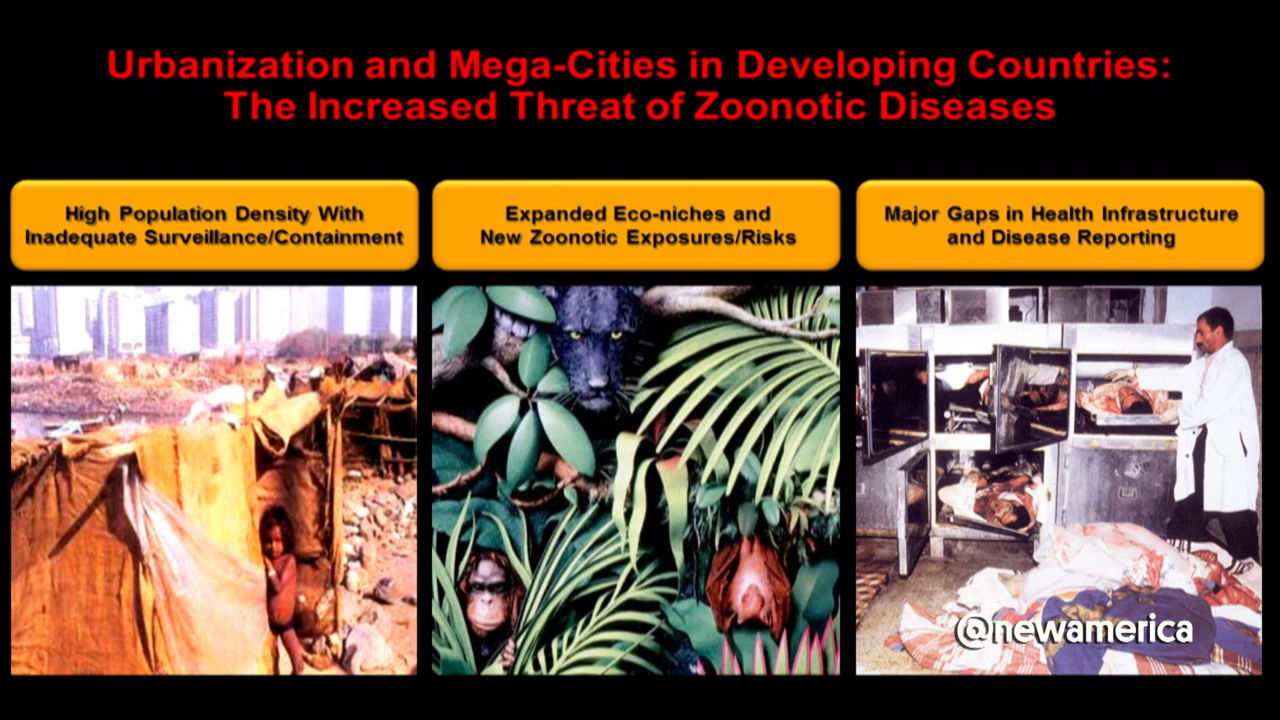 Urbanization and Mega-Cities in Developing Countries:
The Increased Threat of Zoonotic Diseases
High Population Density With
Inadequate Surveillance/Containment
Expanded Eco-niches and
New Zoonotic Exposures/Risks
Major Gaps in Health Infrastructure
and Disease Reporting
@newamerica